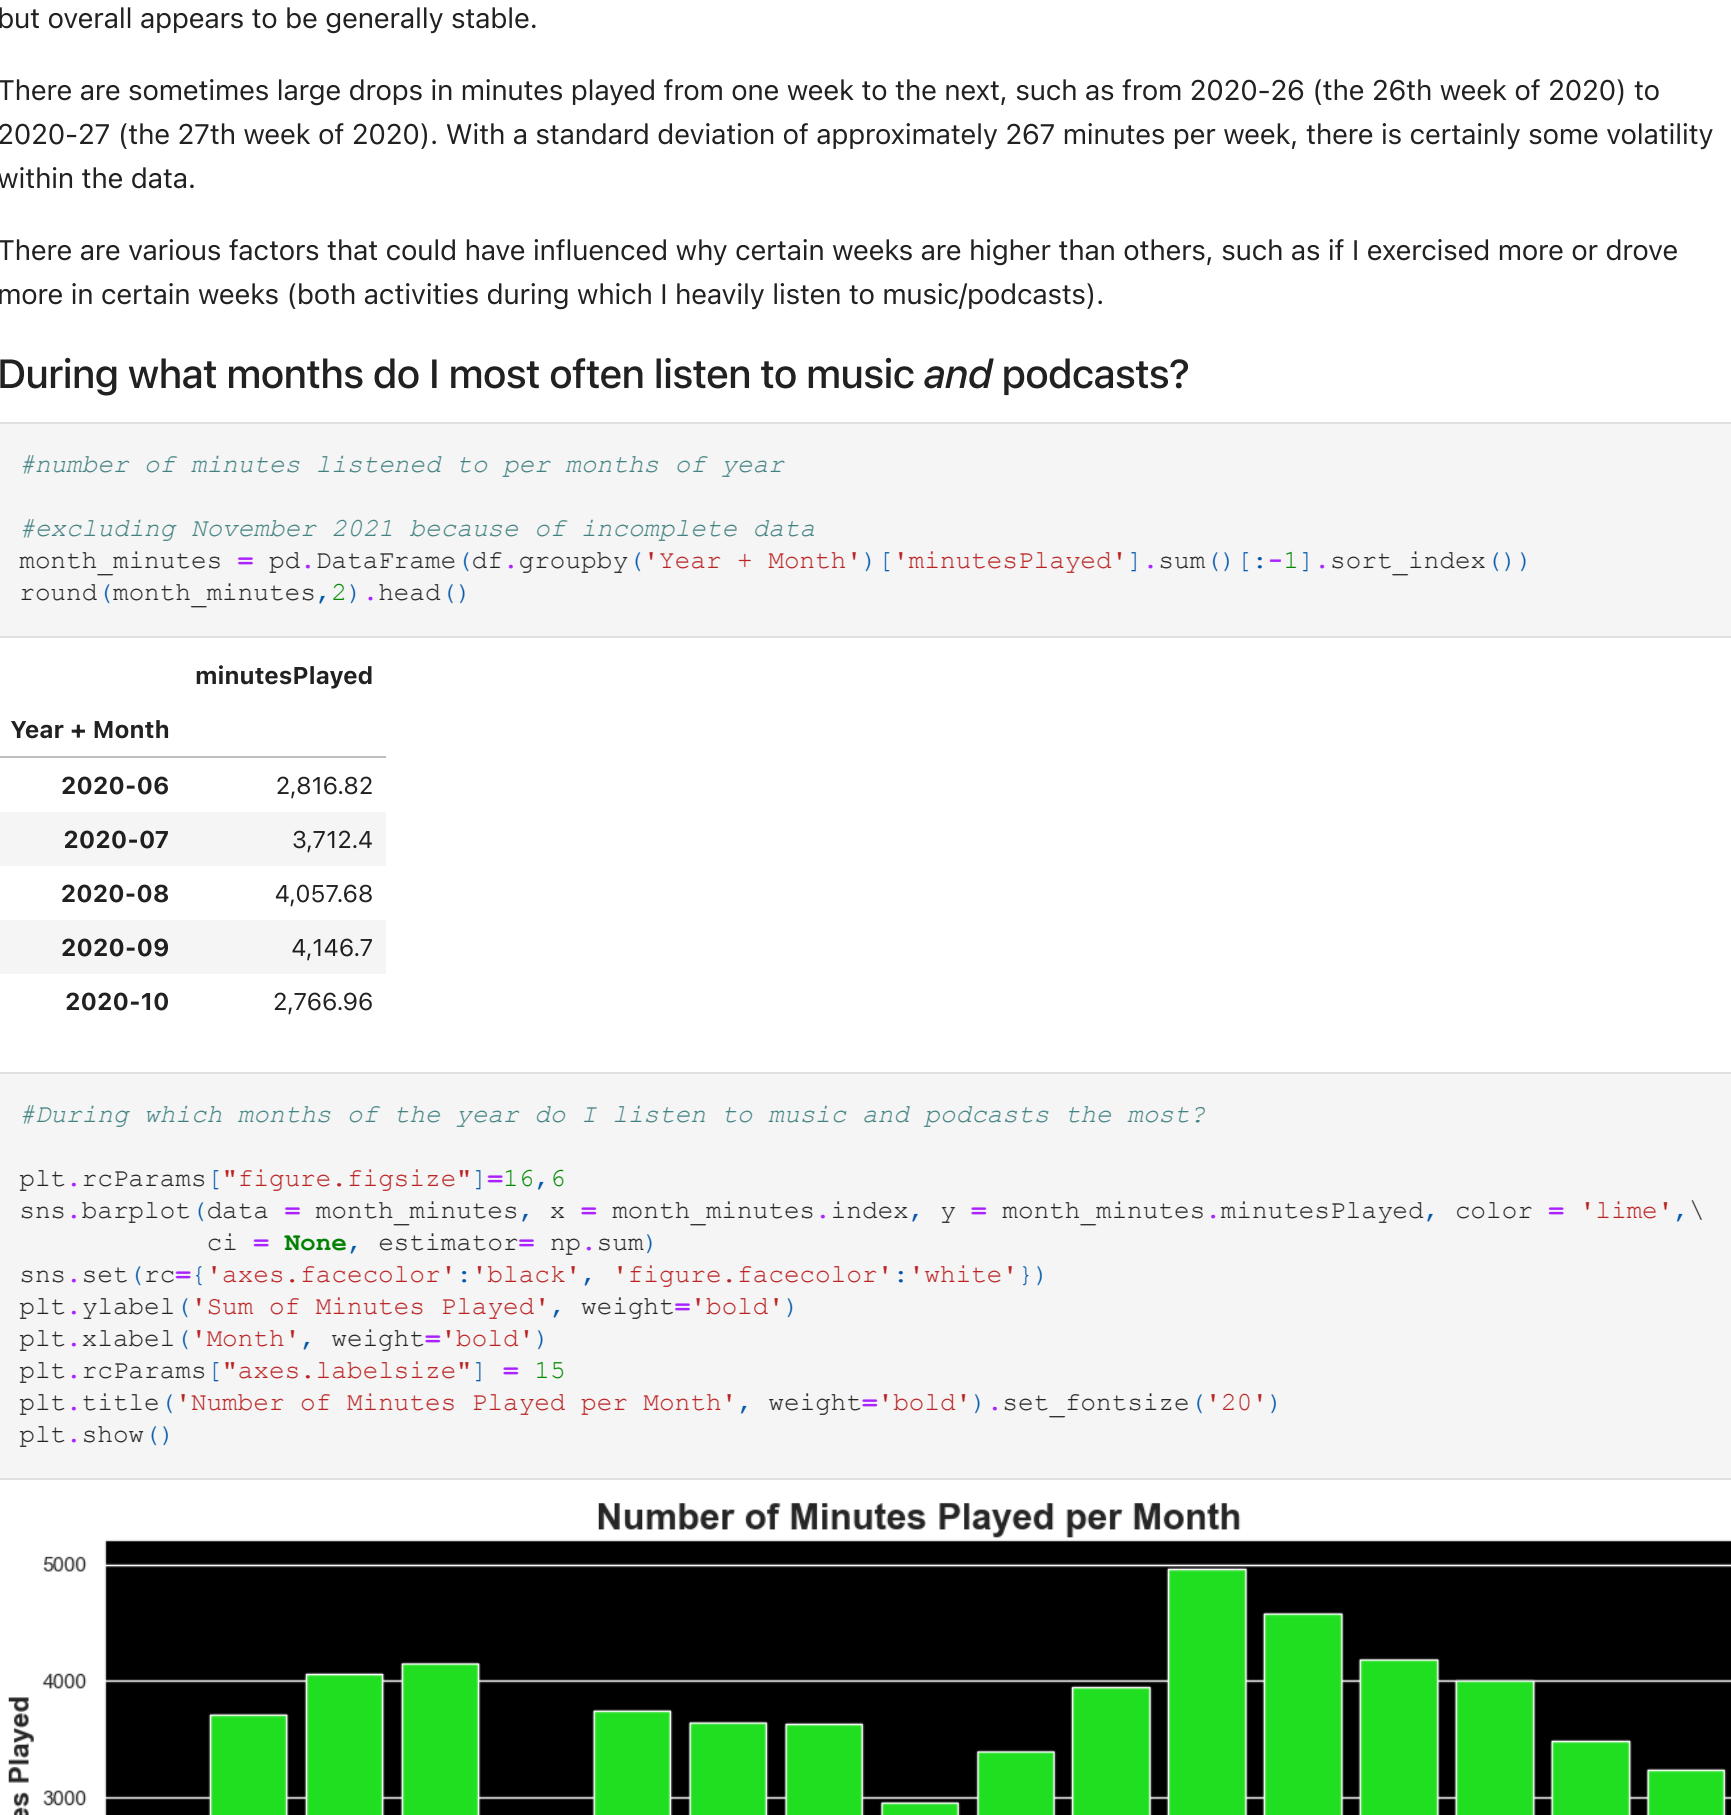 but overall appears to be generally stable.
There are sometimes large drops in minutes played from one week to the next, such as from 2020-26 (the 26th week of 2020) to
2020-27 (the 27th week of 2020). With a standard deviation of approximately 267 minutes per week, there is certainly some volatility
within the data.
There are various factors that could have influenced why certain weeks are higher than others, such as if I exercised more or drove
more in certain weeks (both activities during which I heavily listen to music/podcasts).
During what months do I most often listen to music and podcasts?
#number of minutes listened to per months of year
#excluding November 2021 because of incomplete data
month_minutes = pd.DataFrame(df.groupby('Year + Month')['minutesPlayed'].sum()[:-1].sort_index())
round(month_minutes,2).head()
minutesPlayed
Year + Month
2020-06 2,816.82
2020-07 3,712.4
2020-08 4,057.68
2020-09 4,146.7
2020-10 2,766.96
#During which months of the year do I listen to music and podcasts the most?
plt.rcParams["figure.figsize"]=16,6
sns.barplot(data = month_minutes, x = month_minutes.index, y = month_minutes.minutesPlayed, color = 'lime',\
            ci = None, estimator= np.sum)
sns.set(rc={'axes.facecolor':'black', 'figure.facecolor':'white'})
plt.ylabel('Sum of Minutes Played', weight='bold')
plt.xlabel('Month', weight='bold')
plt.rcParams["axes.labelsize"] = 15
plt.title('Number of Minutes Played per Month', weight='bold').set_fontsize('20')
plt.show()
Number of Minutes Played per Month
5000
4000
3000
es Played